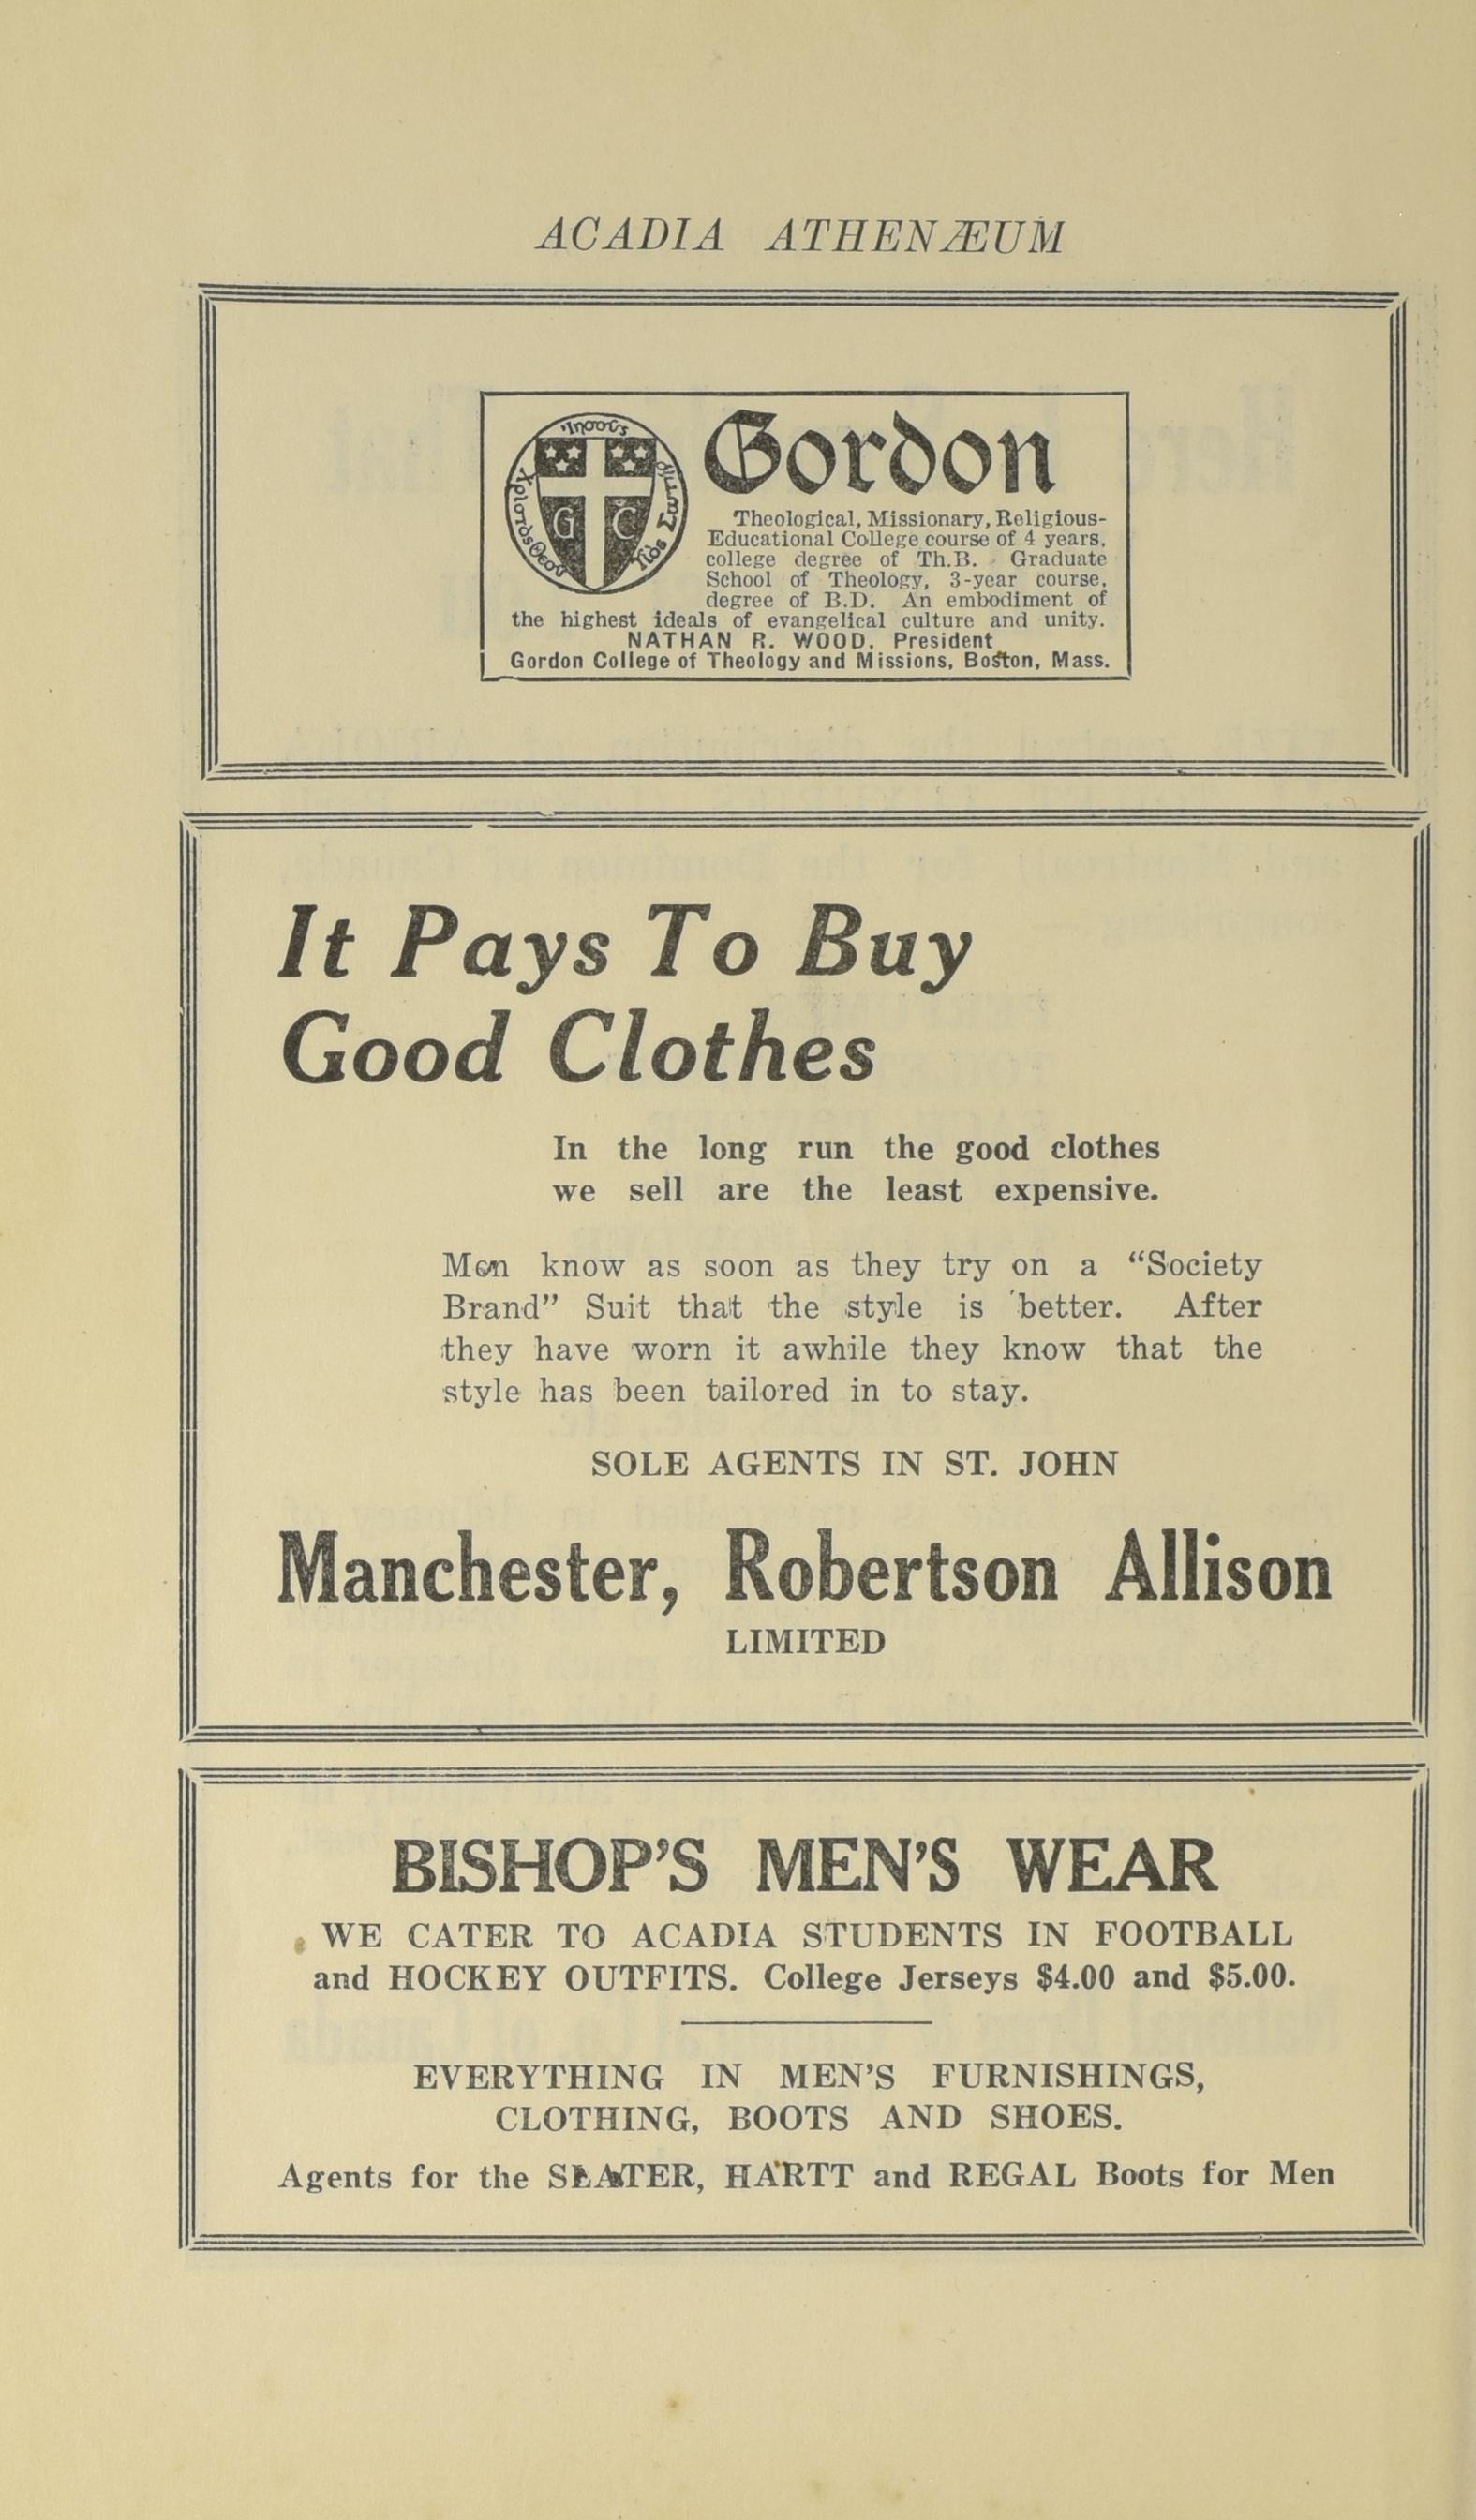 ACADIA ATHENÆUM
Gordon
Ἰησοῦς
Χριστὸς Θεοῦ
Υἱὸς Σωτήρ
G C
Theological, Missionary, Religious-
Educational College course of 4 years,
college degree of Th.B. Graduate
School of Theology, 3-year course,
degree of B.D. An embodiment of
the highest ideals of evangelical culture and unity.
NATHAN R. WOOD, President
Gordon College of Theology and Missions, Boston, Mass.
It Pays To Buy
Good Clothes
In the long run the good clothes
we sell are the least expensive.
Men know as soon as they try on a “Society
Brand” Suit that the style is better. After
they have worn it awhile they know that the
style has been tailored in to stay.
SOLE AGENTS IN ST. JOHN
Manchester, Robertson Allison
LIMITED
BISHOP’S MEN’S WEAR
WE CATER TO ACADIA STUDENTS IN FOOTBALL
and HOCKEY OUTFITS. College Jerseys $4.00 and $5.00.
EVERYTHING IN MEN’S FURNISHINGS,
CLOTHING, BOOTS AND SHOES.
Agents for the SLATER, HARTT and REGAL Boots for Men